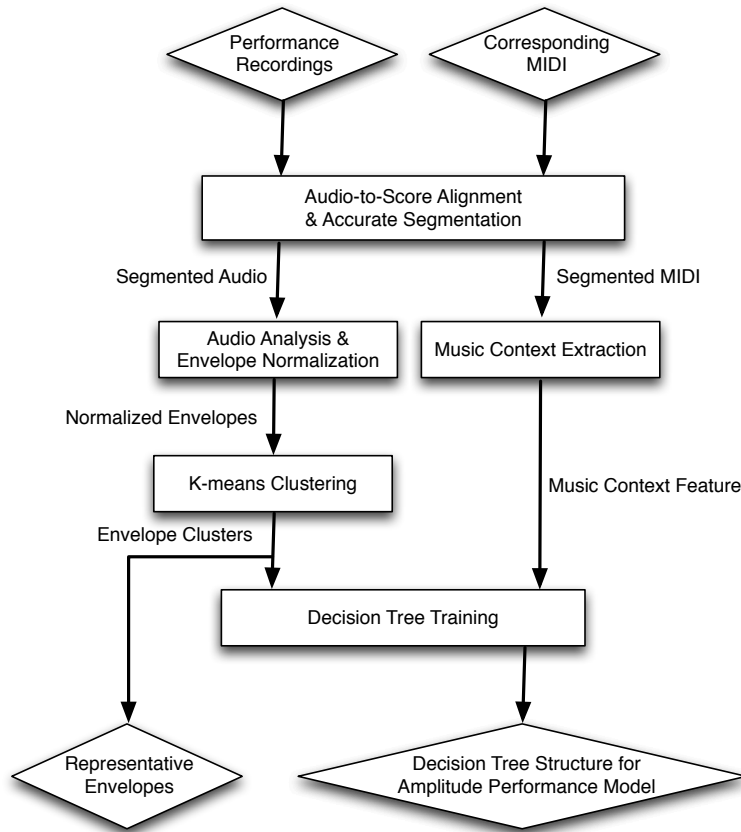 Performance
Recordings
Corresponding
MIDI
Audio-to-Score Alignment
& Accurate Segmentation
Segmented Audio
Segmented MIDI
Audio Analysis &
Envelope Normalization
Music Context Extraction
Normalized Envelopes
K-means Clustering
Music Context Feature
Envelope Clusters
Decision Tree Training
Representative
Envelopes
Decision Tree Structure for
Amplitude Performance Model